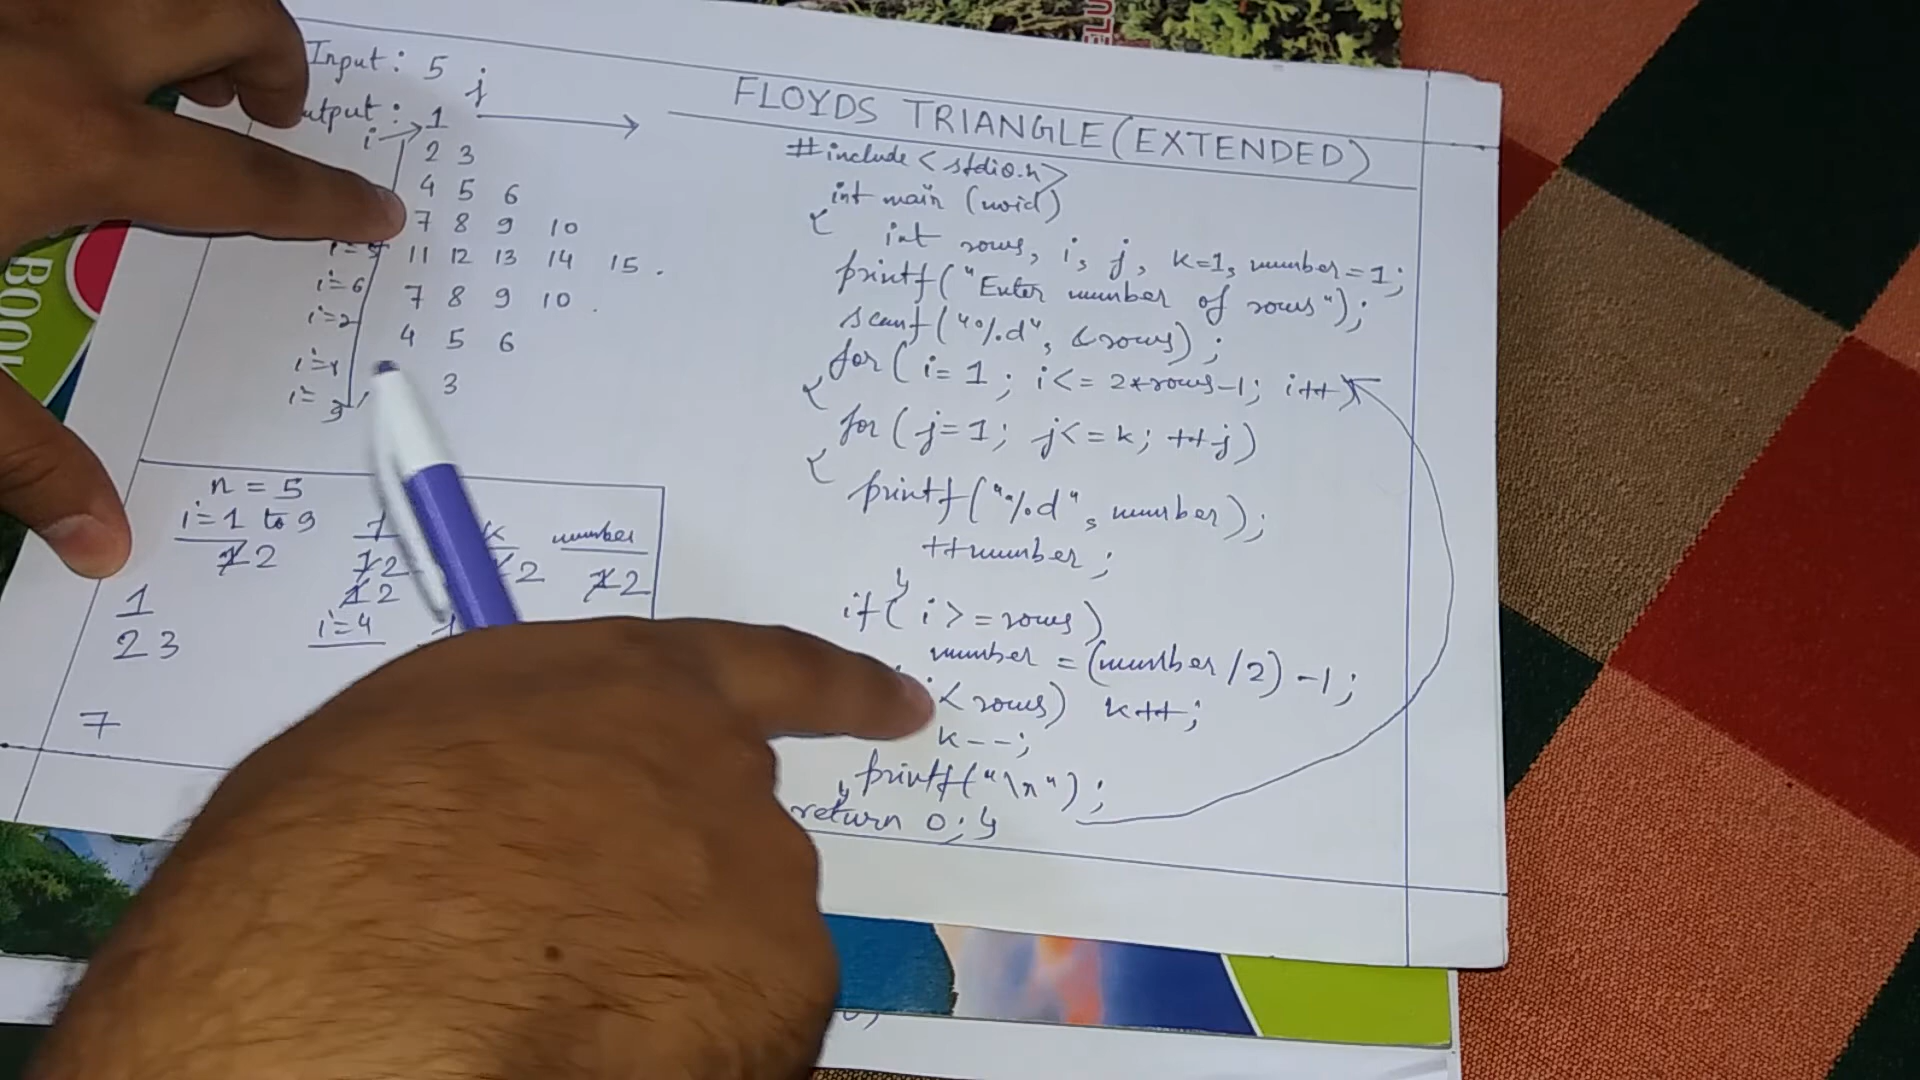 Input: 5
j
utput: 1
i
2 3
4 5 6
7 8 9 10
i=5 11 12 13 14 15.
i=6 7 8 9 10.
4 5 6
3
FLOYDS TRIANGLE (EXTENDED)
#include<stdio.h>
int main (void)
{ int rows, i, j, k=1, number=1;
printf("Enter number of rows");
scanf("%d", &rows);
for (i=1; i<=2*rows-1; i++)
{ for (j=1; j<=k; ++j)
{ printf("%d", number);
++number;
}
if(i>=rows)
number=(number/2)-1;
i<rows) k++;
k--;
printf("\n");
}
return 0; }
n=5
i=1 to 9
k number
1
2 3
i=4
7
BOOK
ELU